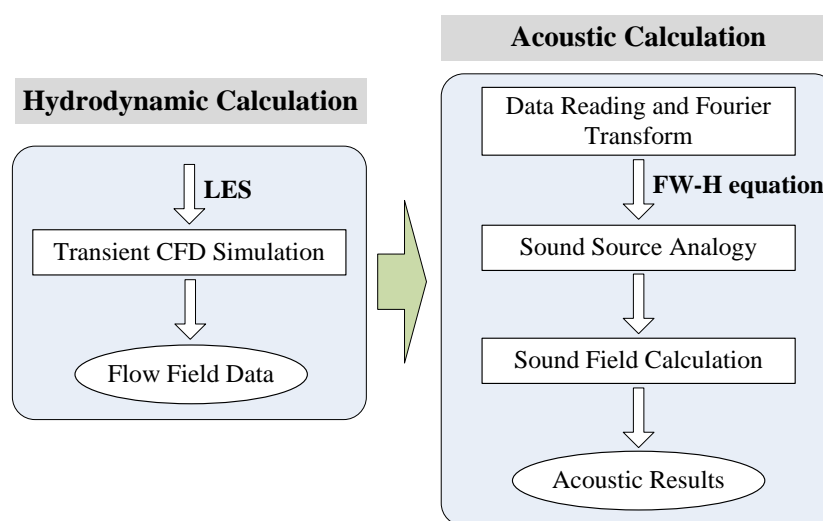 Hydrodynamic Calculation
LES
Transient CFD Simulation
Flow Field Data
Acoustic Calculation
Data Reading and Fourier
Transform
FW-H equation
Sound Source Analogy
Sound Field Calculation
Acoustic Results